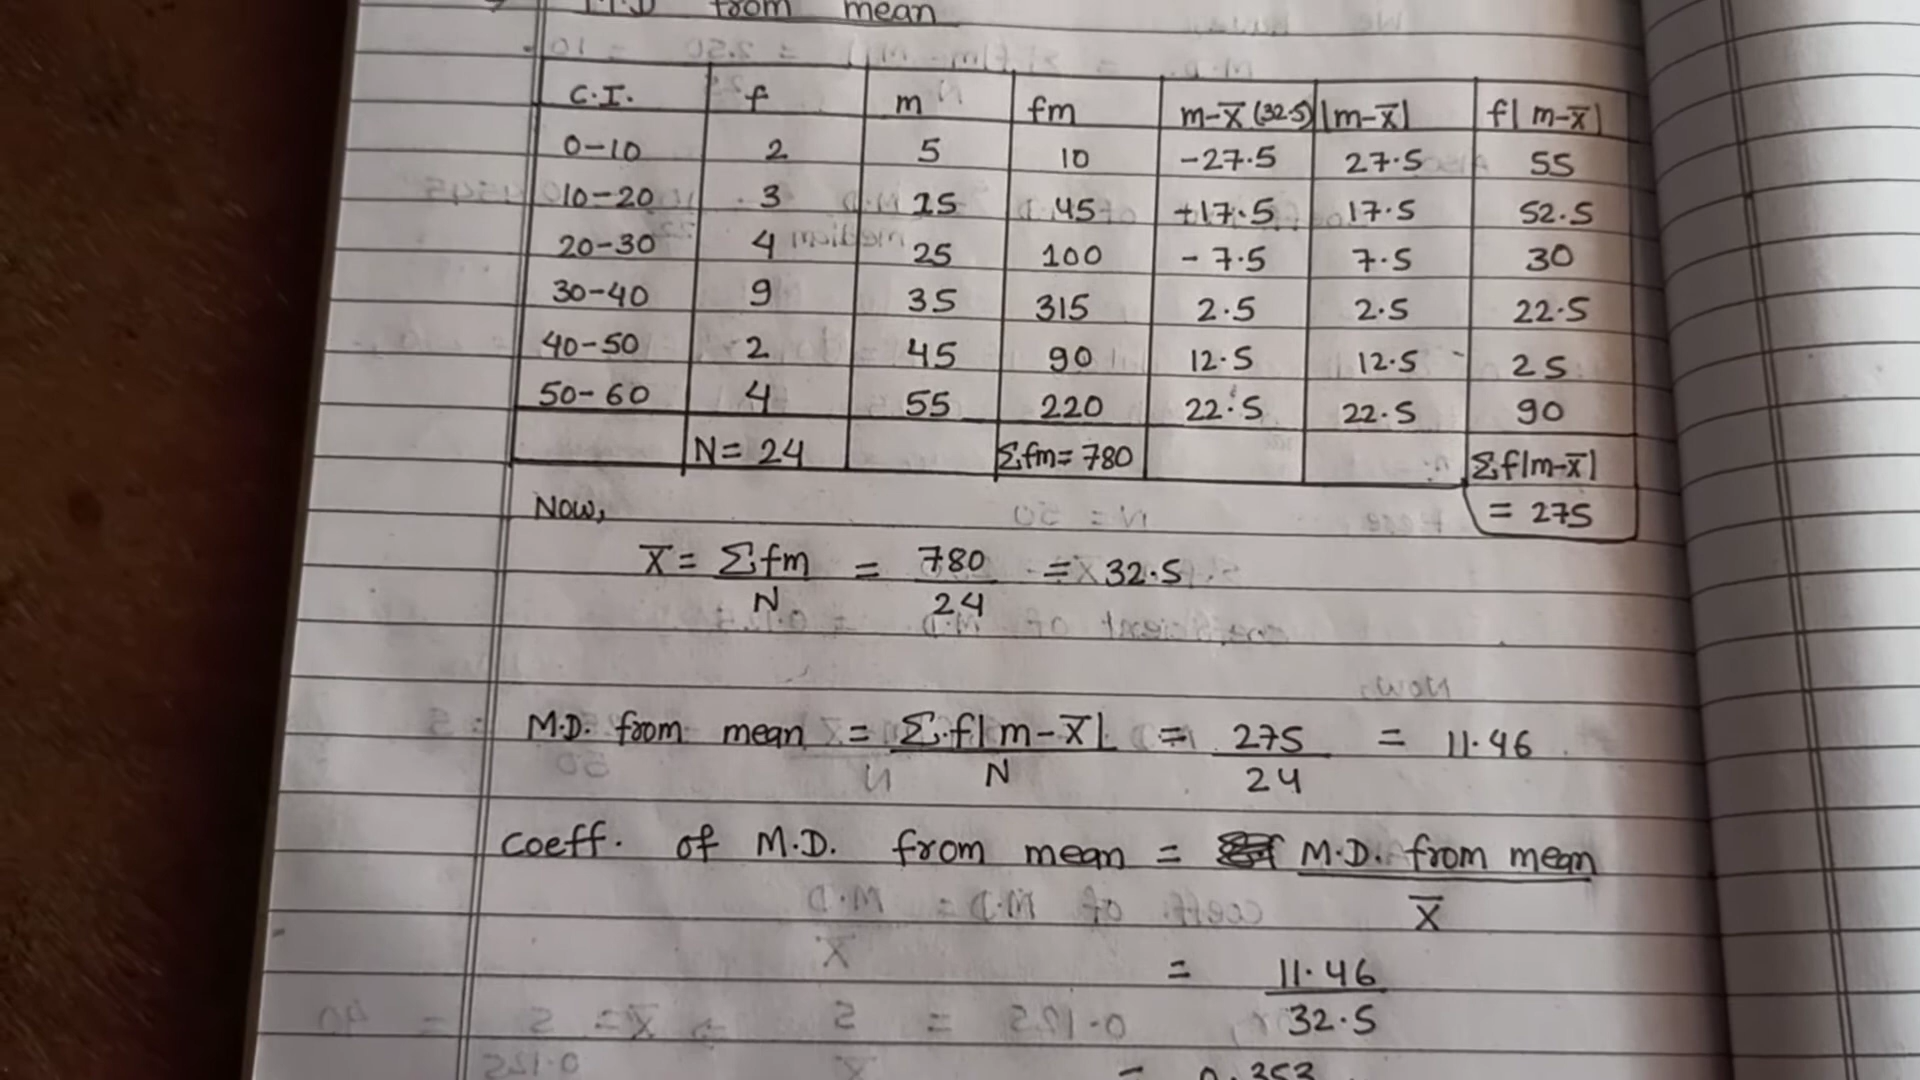 M.D from mean
C.I. f m fm m-x̄ (32.5) |m-x̄| f|m-x̄|
0-10 2 5 10 -27.5 27.5 55
10-20 3 15 45 +17.5 17.5 52.5
20-30 4 25 100 -7.5 7.5 30
30-40 9 35 315 2.5 2.5 22.5
40-50 2 45 90 12.5 12.5 25
50-60 4 55 220 22.5 22.5 90
N=24 Σfm=780 Σf|m-x̄|
= 275
Now,
X̄ = Σfm / N = 780 / 24 = 32.5
M.D. from mean = Σf|m-X̄| / N = 275 / 24 = 11.46
coeff. of M.D. from mean = M.D. from mean / X̄
= 11.46 / 32.5
= 0.353